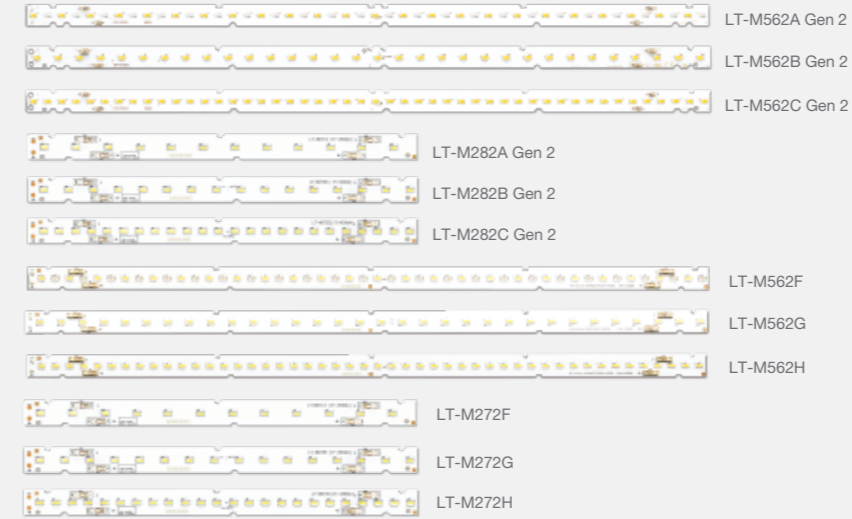 LT-M562A Gen 2
LT-M562B Gen 2
LT-M562C Gen 2
LT-M282A Gen 2
LT-M282B Gen 2
LT-M282C Gen 2
LT-M562F
LT-M562G
LT-M562H
LT-M272F
LT-M272G
LT-M272H